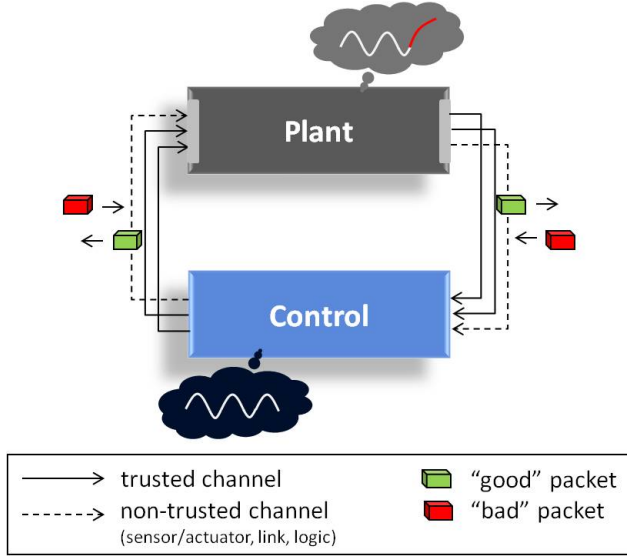 Plant
Control
trusted channel
"good" packet
non-trusted channel
"bad" packet
(sensor/actuator, link, logic)